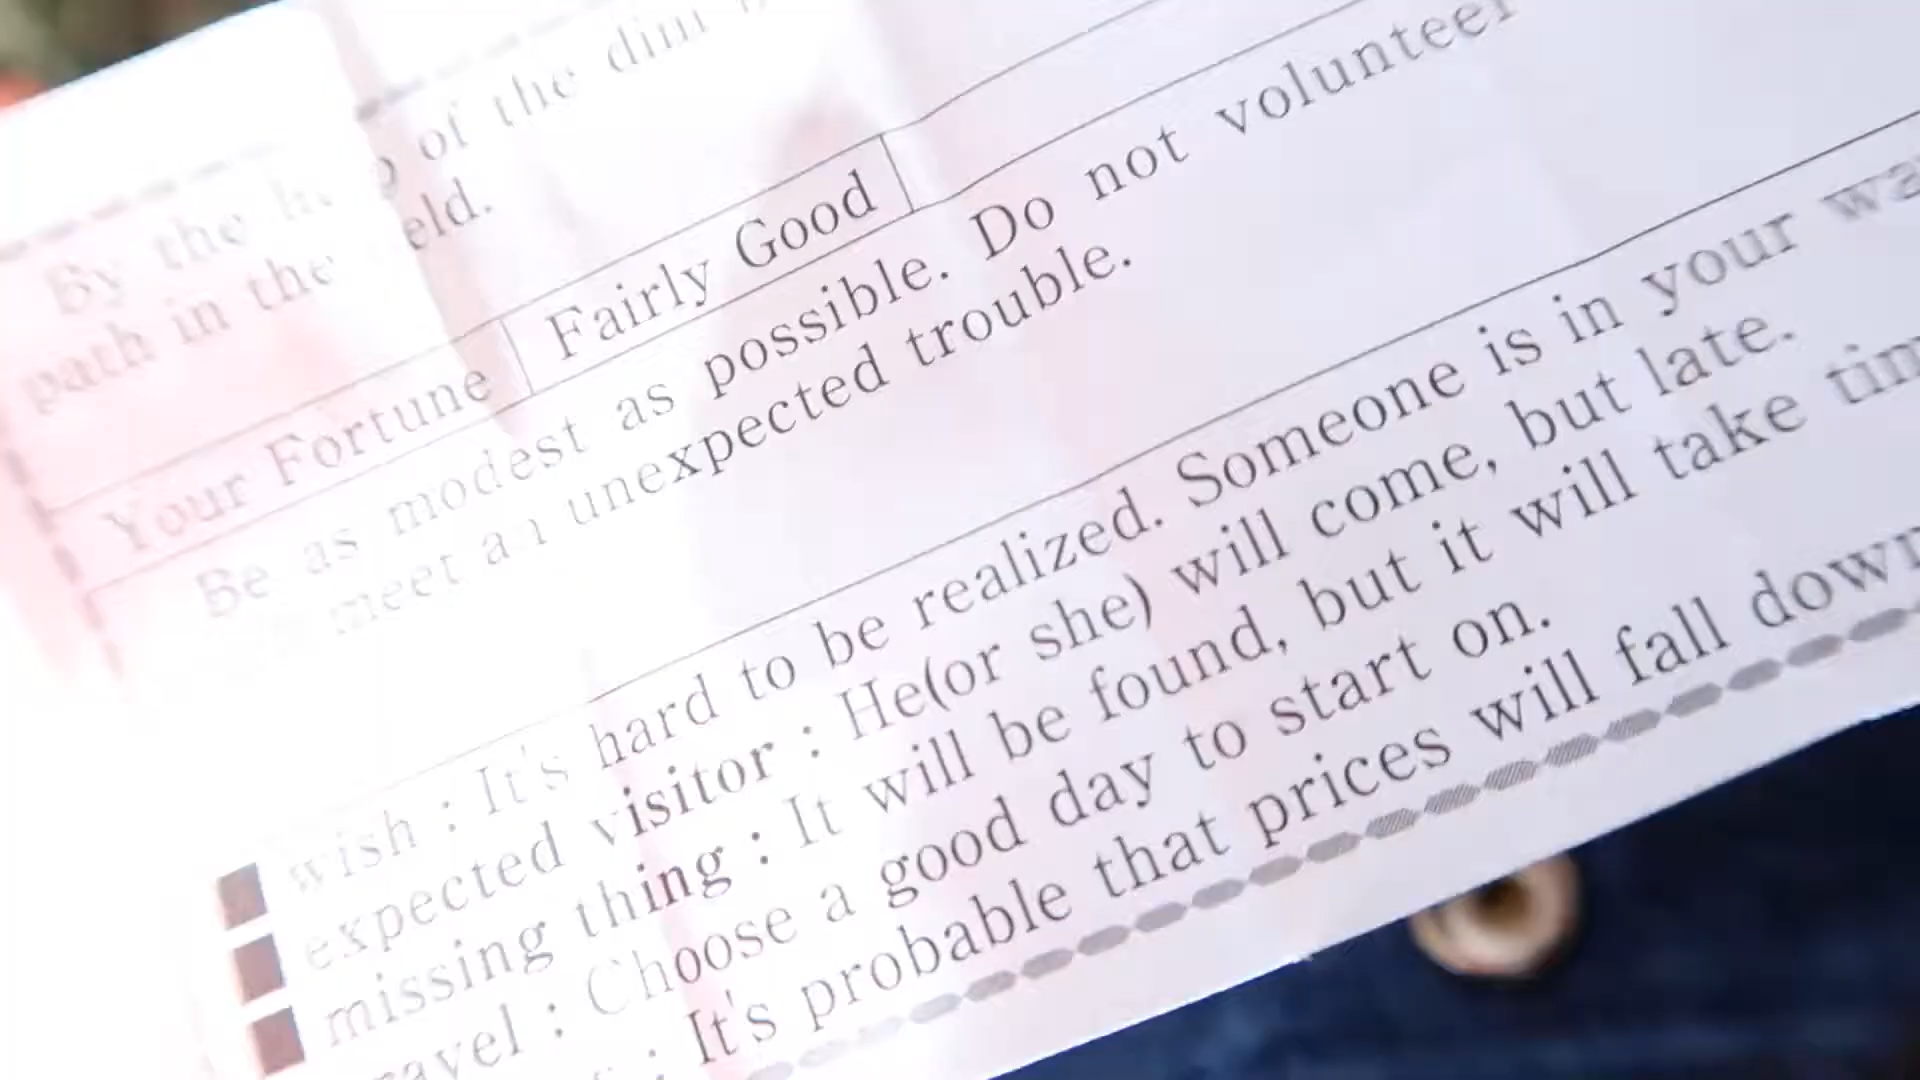 By the of the dim
path in the
Your Fortune Fairly Good
Be as modest as possible. Do not volunteer
meet an unexpected trouble.
wish : It's hard to be realized. Someone is in your
expected visitor : He(or she) will come, but late.
missing thing : It will be found, but it will take
Choose a good day to start on.
It's probable that prices will fall down